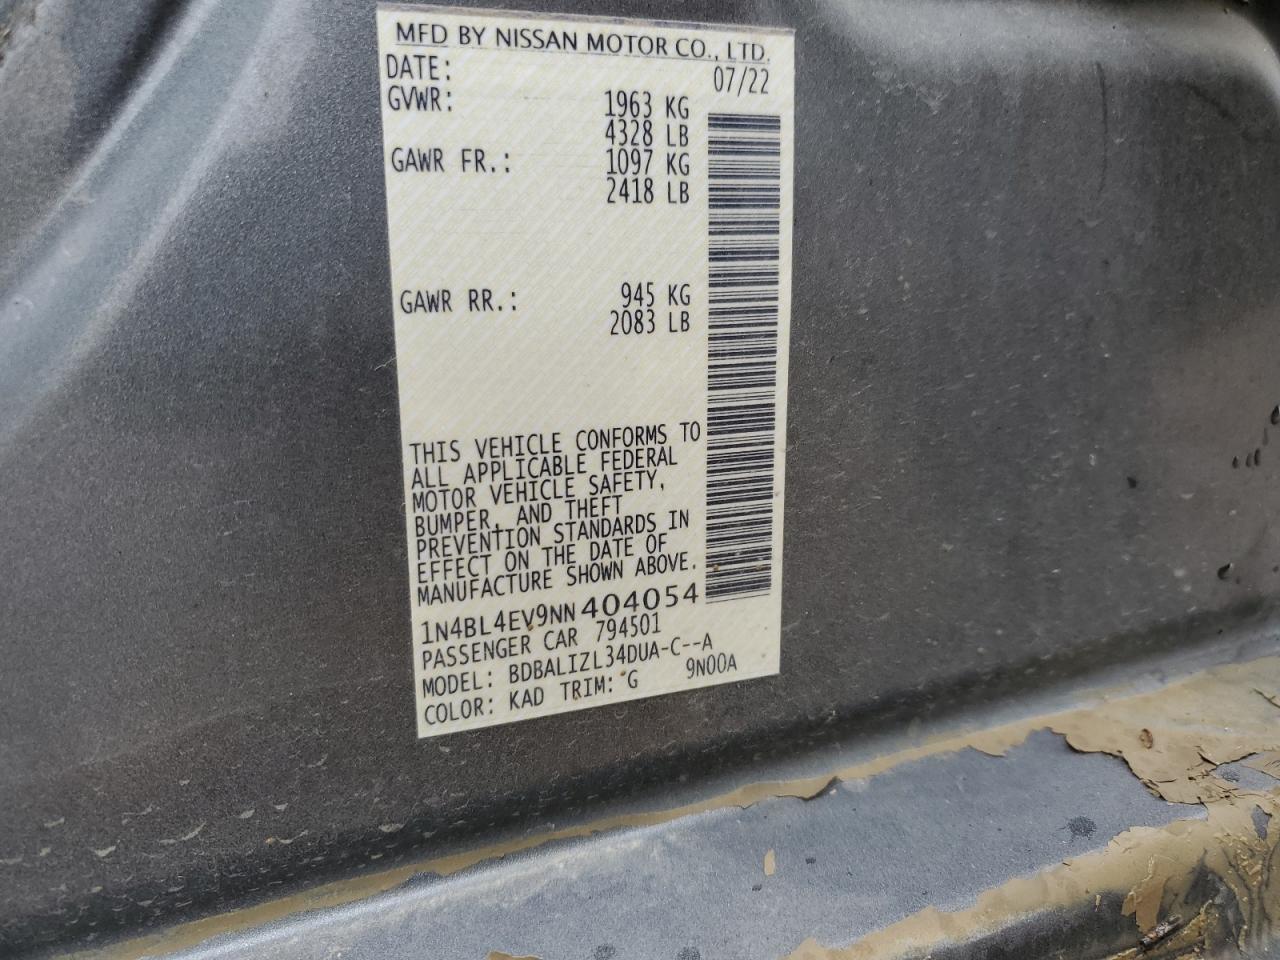 MFD BY NISSAN MOTOR CO., LTD.
DATE: 07/22
GVWR: 1963 KG
4328 LB
GAWR FR.: 1097 KG
2418 LB
GAWR RR.: 945 KG
2083 LB
THIS VEHICLE CONFORMS TO
ALL APPLICABLE FEDERAL
MOTOR VEHICLE SAFETY,
BUMPER, AND THEFT
PREVENTION STANDARDS IN
EFFECT ON THE DATE OF
MANUFACTURE SHOWN ABOVE.
1N4BL4EV9NN404054
PASSENGER CAR 794501
MODEL: BDBALIZL34DUA-C--A
COLOR: KAD TRIM: G 9N00A